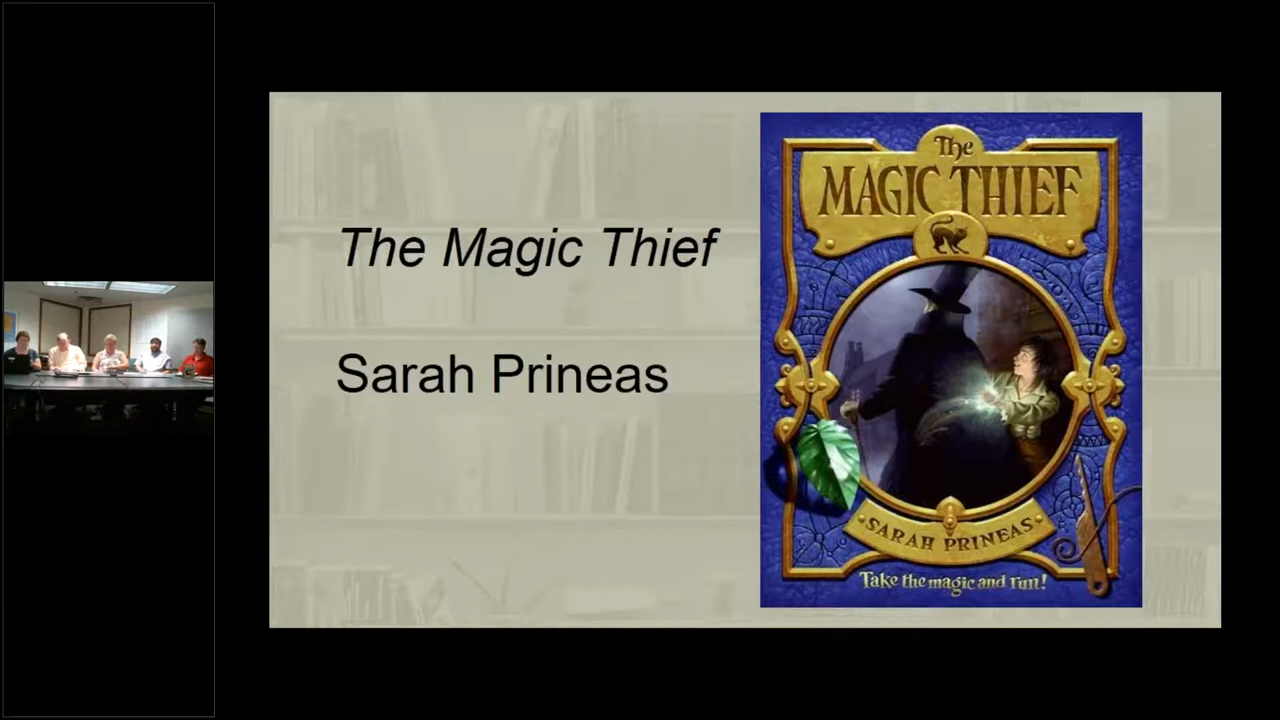 The Magic Thief
Sarah Prineas
The
MAGIC THIEF
SARAH PRINEAS
Take the magic and run!